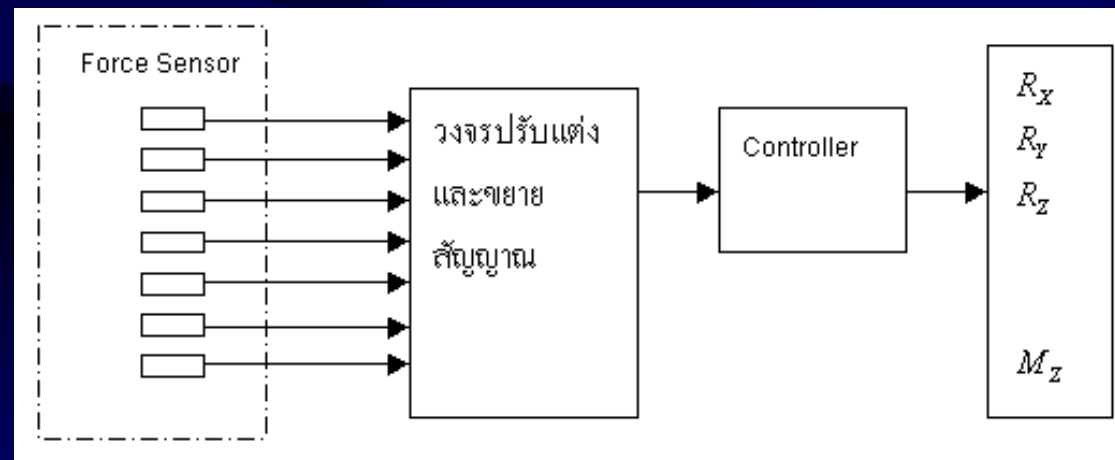 Force Sensor
วงจรปรับแต่ง
และขยาย
สัญญาณ
Controller
R_X
R_Y
R_Z
M_Z